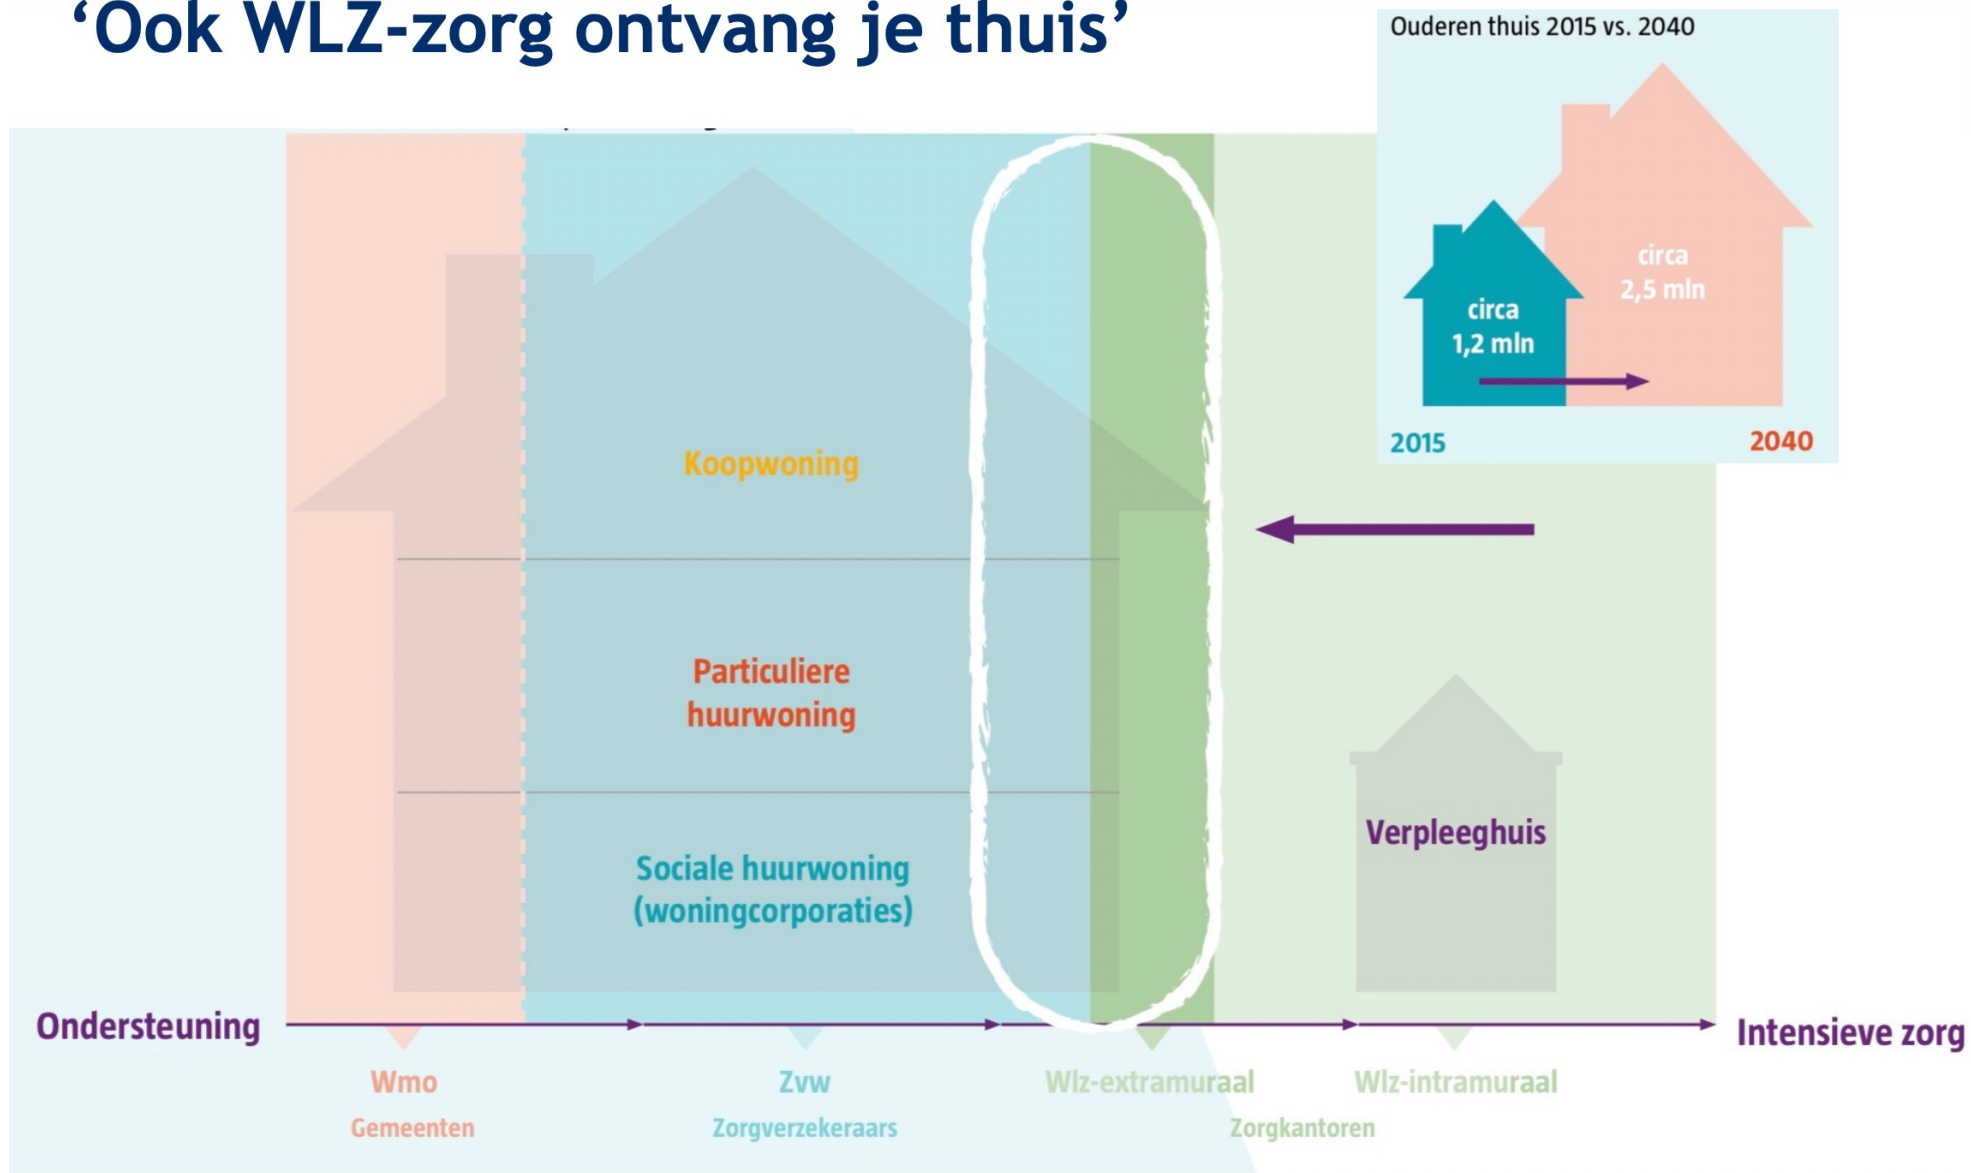 ‘Ook WLZ-zorg ontvang je thuis’
Ouderen thuis 2015 vs. 2040
circa
2,5 mln
circa
1,2 mln
2015
2040
Koopwoning
Particuliere
huurwoning
Sociale huurwoning
(woningcorporaties)
Verpleeghuis
Ondersteuning
Intensieve zorg
Wmo
Zvw
Wlz-extramuraal
Wlz-intramuraal
Gemeenten
Zorgverzekeraars
Zorgkantoren